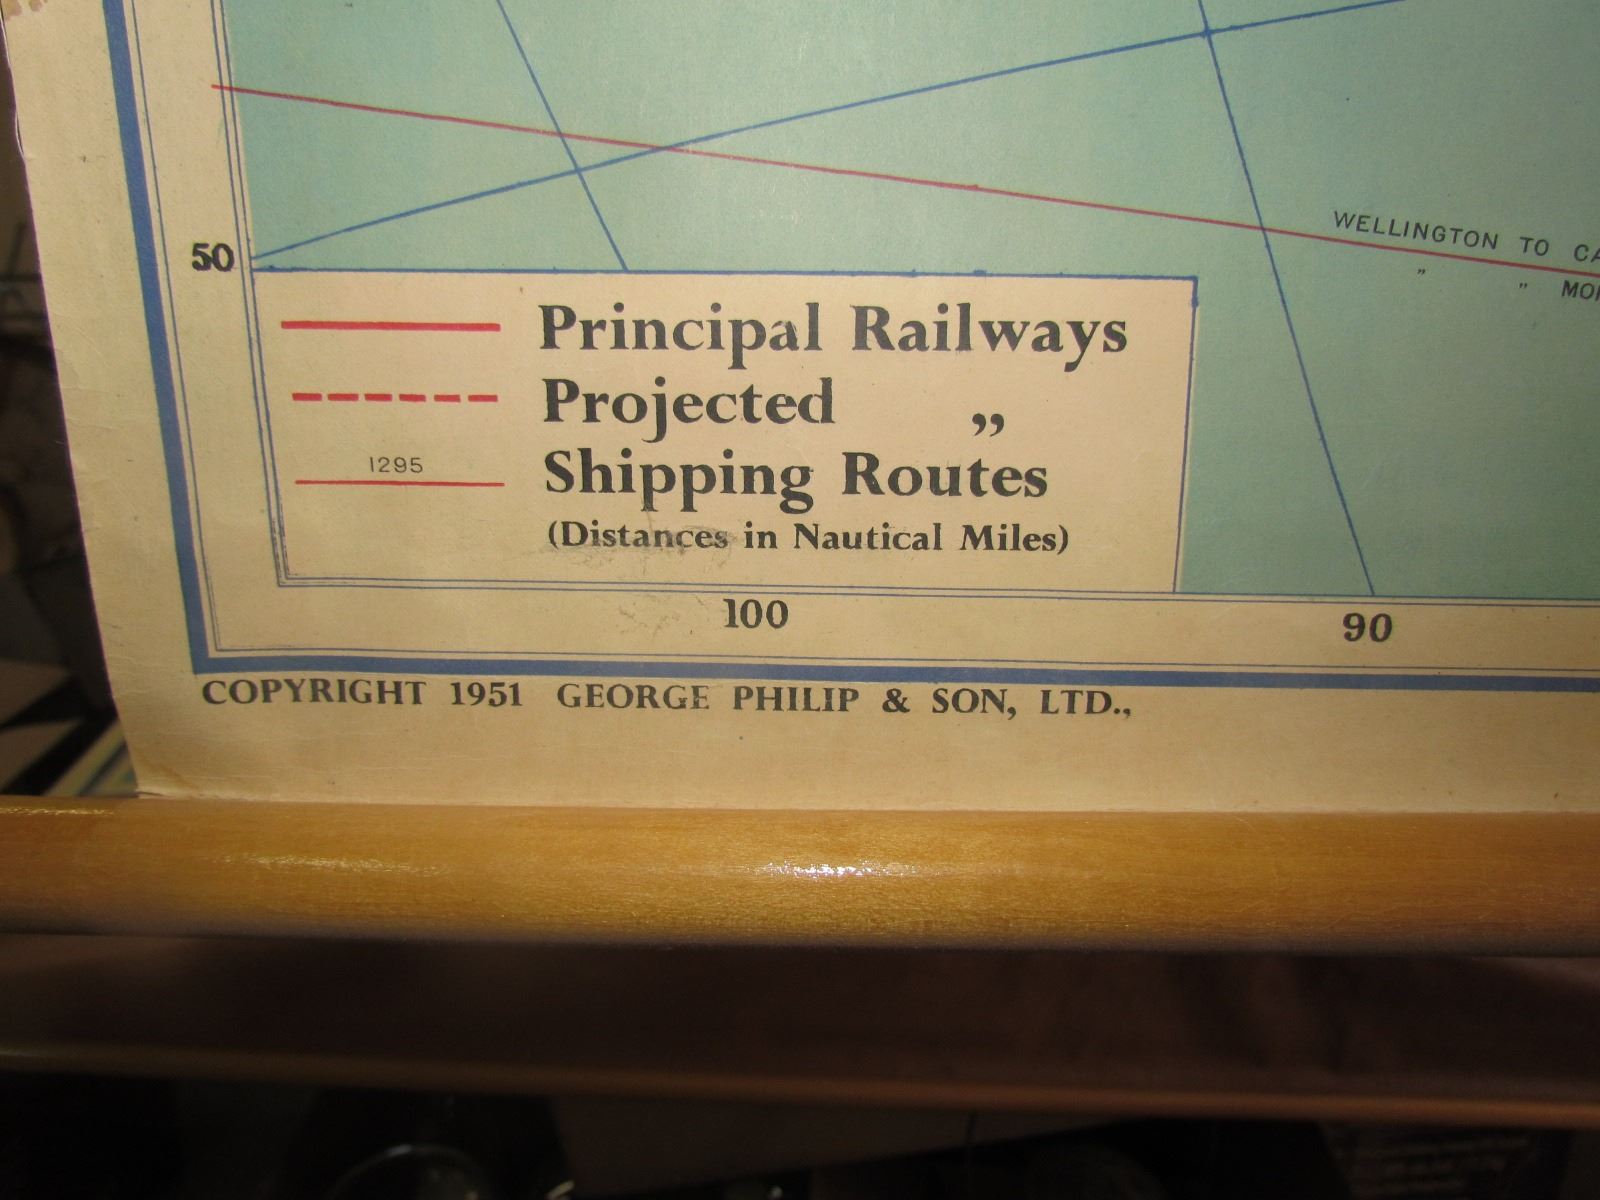 WELLINGTON TO
" "
50
Principal Railways
Projected „
1295
Shipping Routes
(Distances in Nautical Miles)
100
90
COPYRIGHT 1951 GEORGE PHILIP & SON, LTD.,